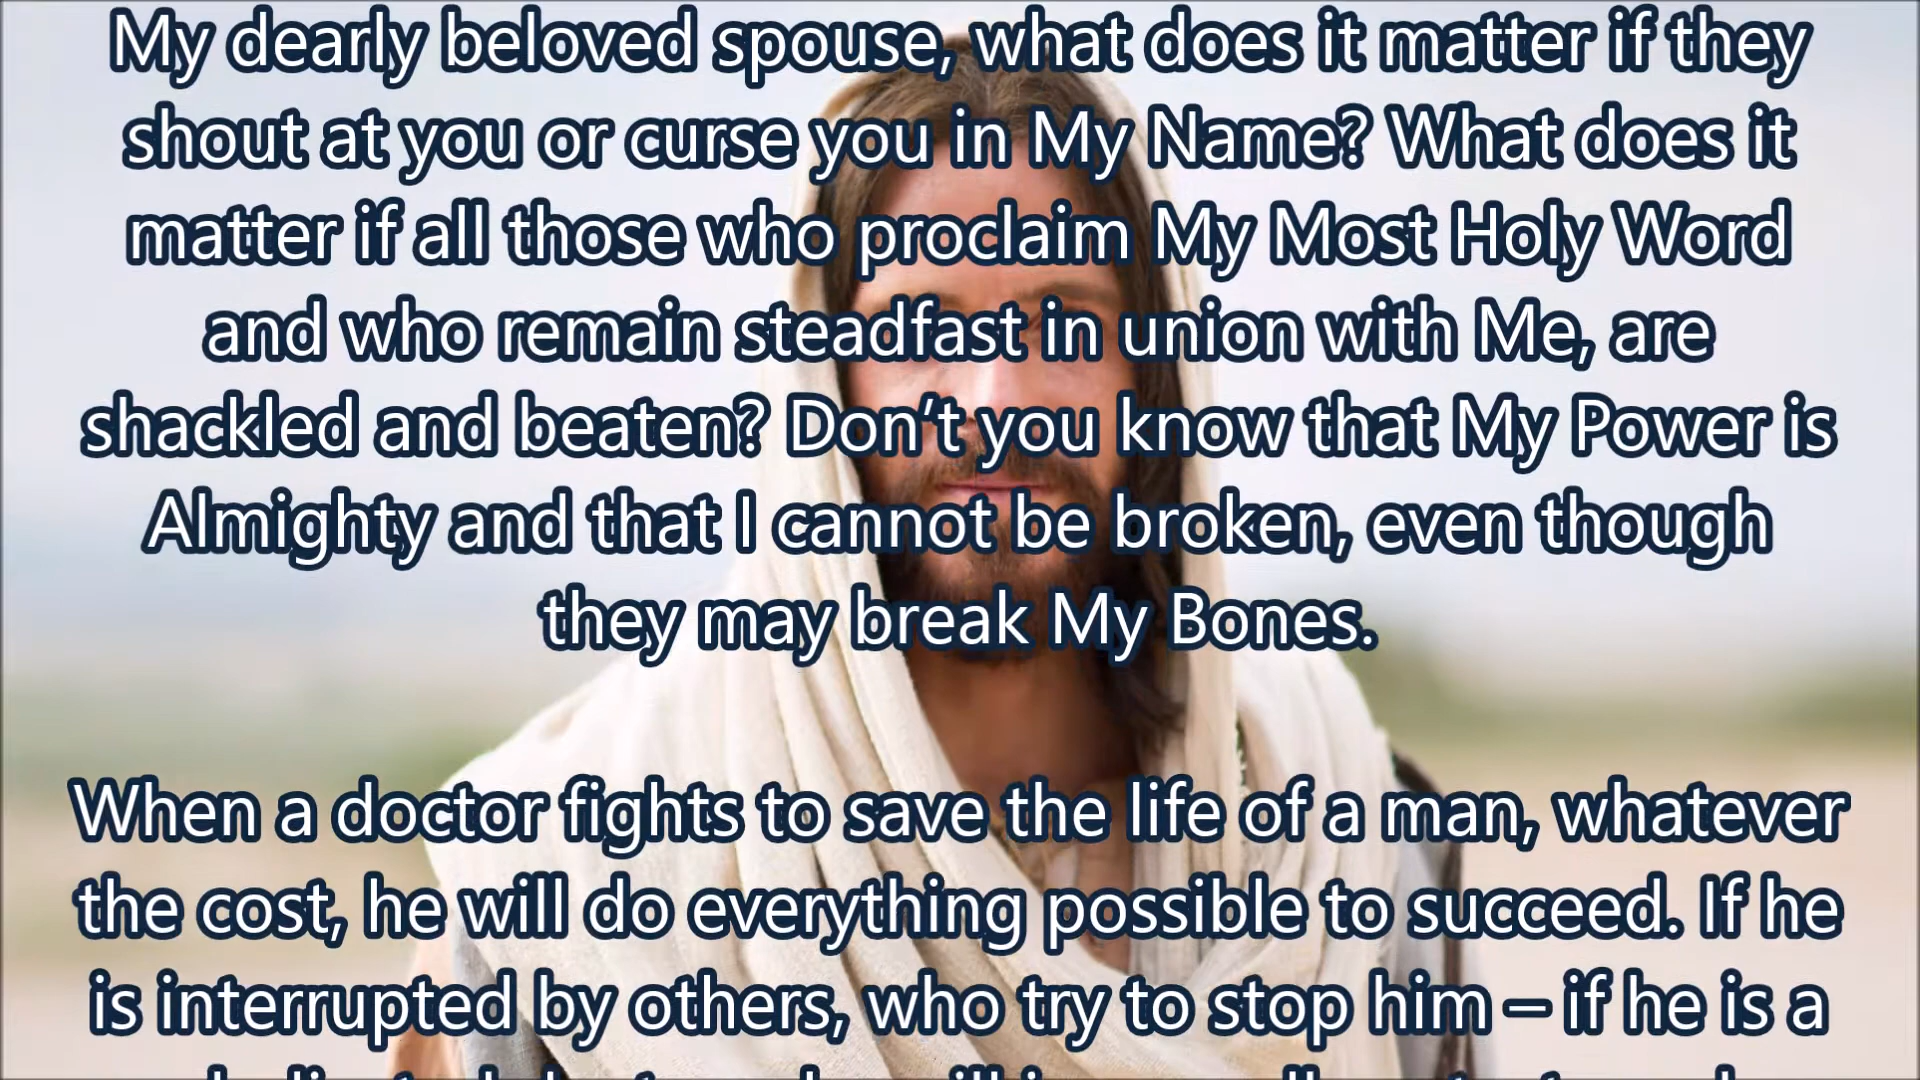 My dearly beloved spouse, what does it matter if they
shout at you or curse you in My Name? What does it
matter if all those who proclaim My Most Holy Word
and who remain steadfast in union with Me, are
shackled and beaten? Don’t you know that My Power is
Almighty and that I cannot be broken, even though
they may break My Bones.
When a doctor fights to save the life of a man, whatever
the cost, he will do everything possible to succeed. If he
is interrupted by others, who try to stop him – if he is a